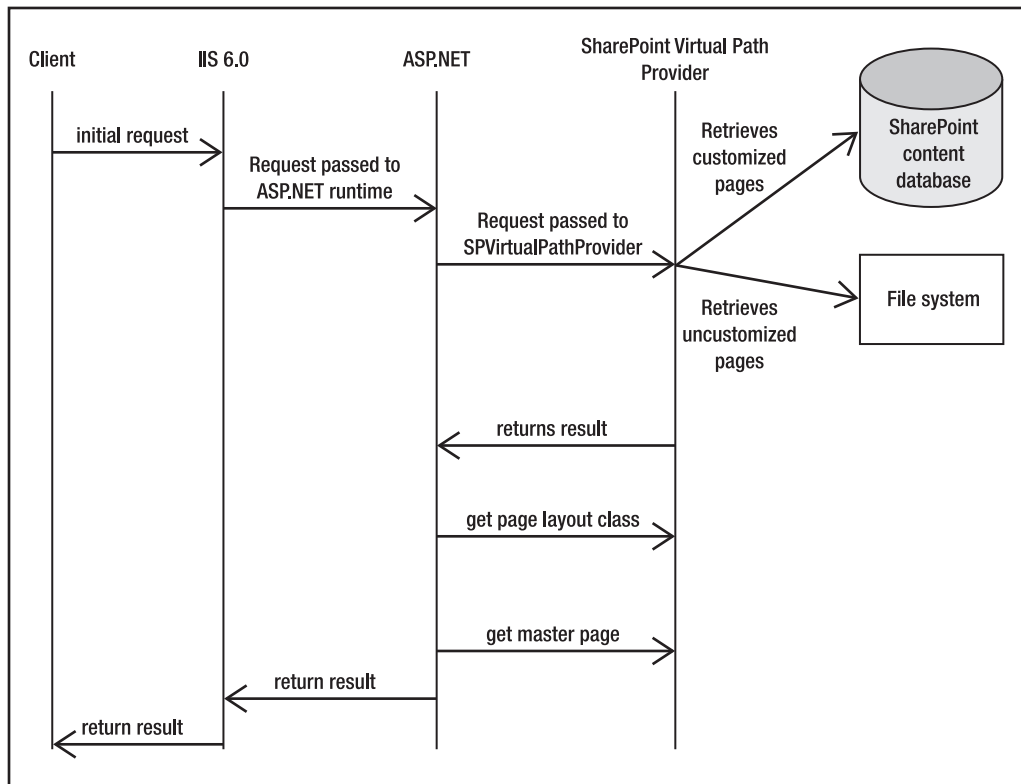 Client
IIS 6.0
ASP.NET
SharePoint Virtual Path
Provider
SharePoint
content
database
initial request
Retrieves
customized
pages
Request passed to
ASP.NET runtime
Request passed to
SPVirtualPathProvider
File system
Retrieves
uncustomized
pages
returns result
get page layout class
get master page
return result
return result